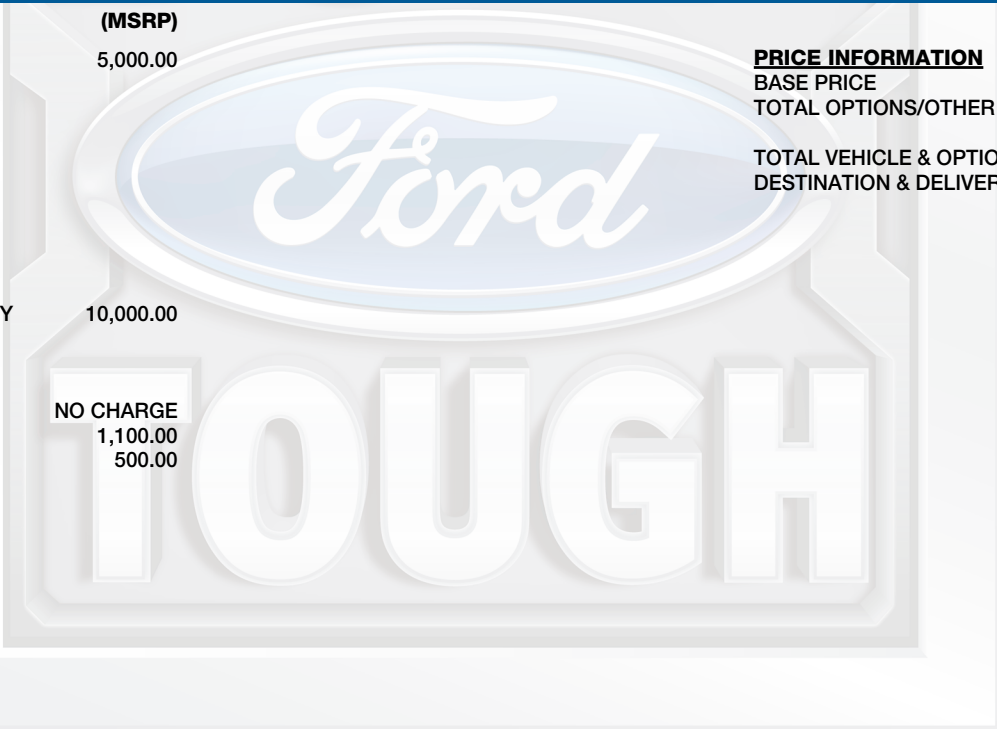 (MSRP)
5,000.00
PRICE INFORMATION
BASE PRICE
TOTAL OPTIONS/OTHER
TOTAL VEHICLE & OPTIO
DESTINATION & DELIVER
Ford
Y 10,000.00
NO CHARGE
1,100.00
500.00
TOUGH